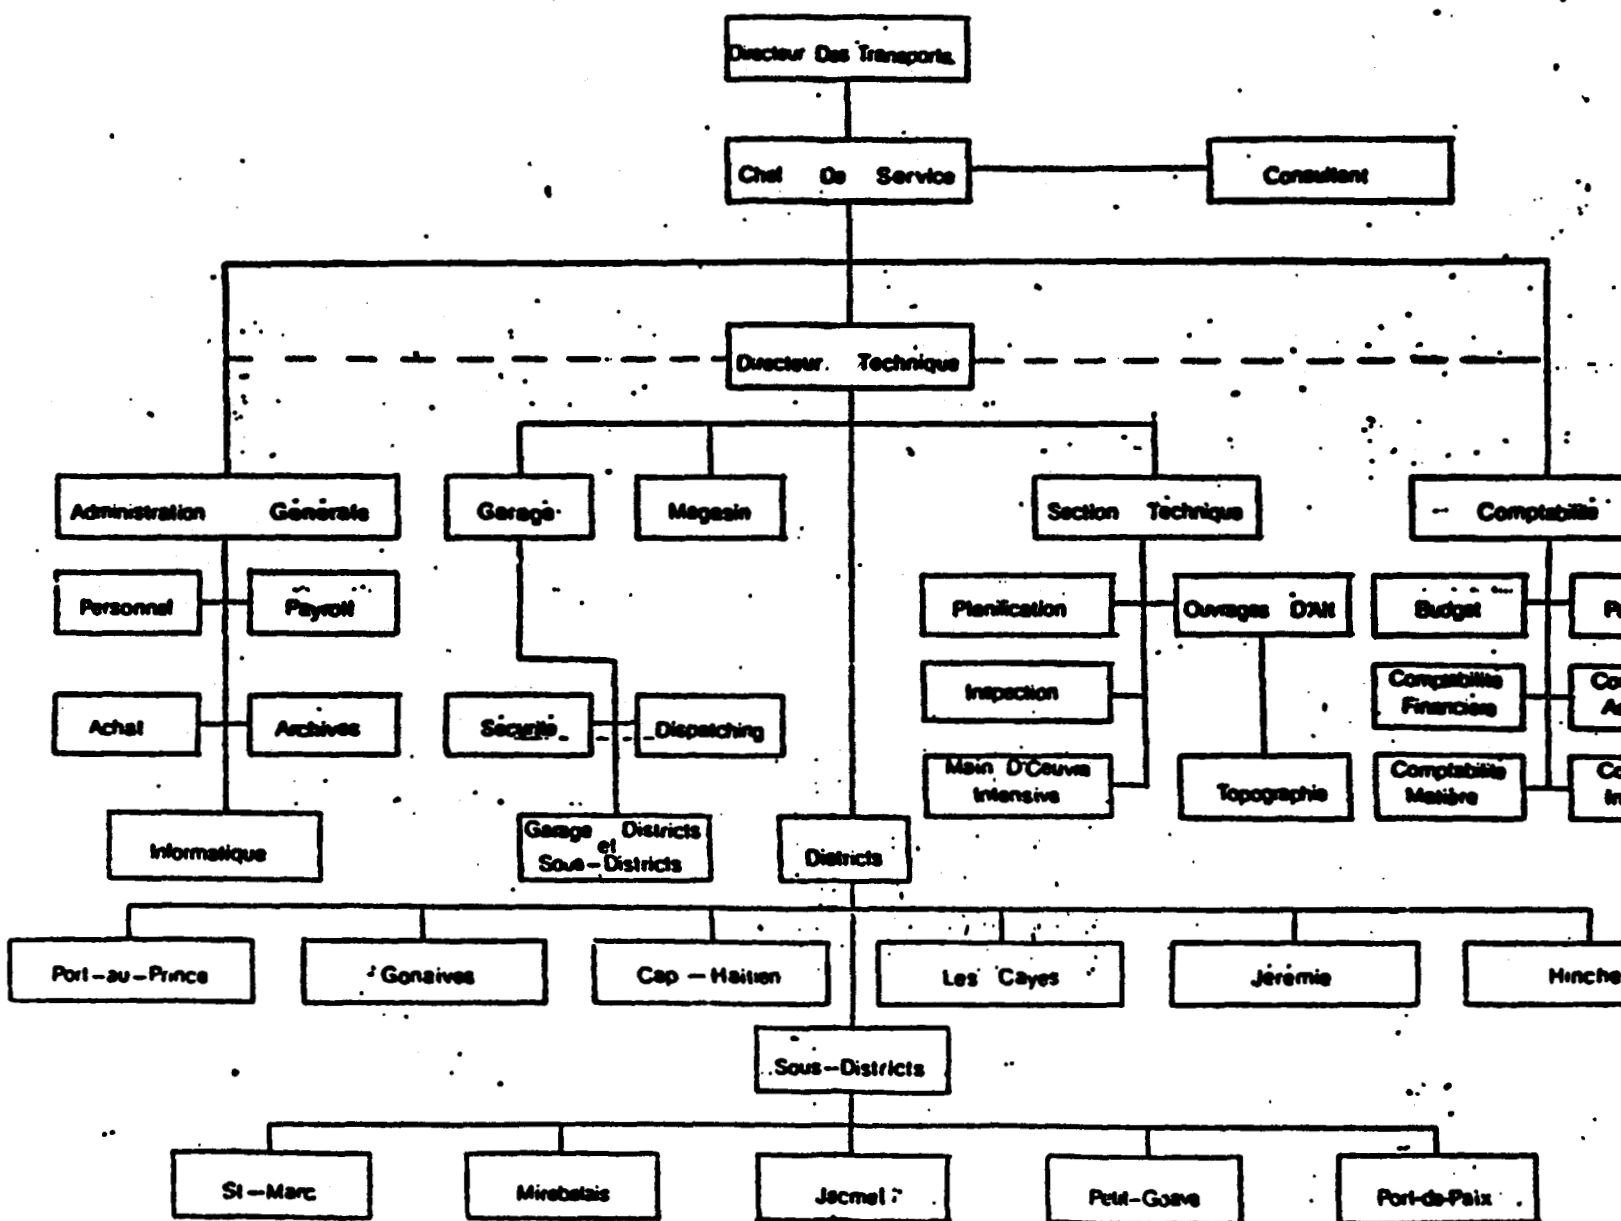 Directeur Des Transports
Chef De Service
Consultant
Directeur Technique
Administration Générale
Garage
Magasin
Section Technique
Comptabilité
Personnel
Payroll
Planification
Ouvrages D'Art
Budget
Inspection
Comptabilité
Financière
Achat
Archives
Sécurité
Dispatching
Main D'Oeuvre
Intensive
Topographie
Comptabilité
Matière
Informatique
Garage Districts
et
Sous-Districts
Districts
Port-au-Prince
Gonaives
Cap-Haitien
Les Cayes
Jérémie
Hinche
Sous-Districts
St-Marc
Mirebalais
Jacmel
Petit-Goave
Port-de-Paix